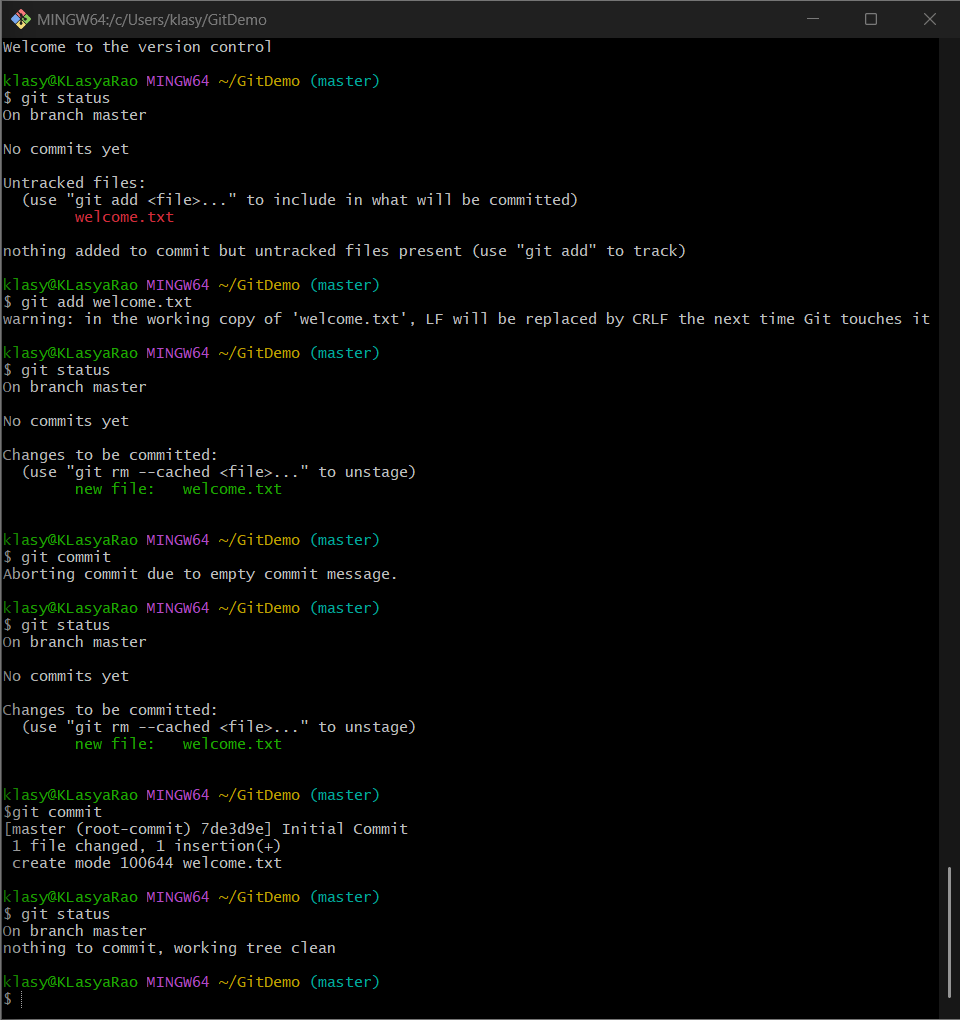 MINGW64:/c/Users/klasy/GitDemo
Welcome to the version control
klasy@KLasyaRao MINGW64 ~/GitDemo (master)
$ git status
On branch master
No commits yet
Untracked files:
(use "git add <file>..." to include in what will be committed)
welcome.txt
nothing added to commit but untracked files present (use "git add" to track)
klasy@KLasyaRao MINGW64 ~/GitDemo (master)
$ git add welcome.txt
warning: in the working copy of 'welcome.txt', LF will be replaced by CRLF the next time Git touches it
klasy@KLasyaRao MINGW64 ~/GitDemo (master)
$ git status
On branch master
No commits yet
Changes to be committed:
(use "git rm --cached <file>..." to unstage)
new file:   welcome.txt
klasy@KLasyaRao MINGW64 ~/GitDemo (master)
$ git commit
Aborting commit due to empty commit message.
klasy@KLasyaRao MINGW64 ~/GitDemo (master)
$ git status
On branch master
No commits yet
Changes to be committed:
(use "git rm --cached <file>..." to unstage)
new file:   welcome.txt
klasy@KLasyaRao MINGW64 ~/GitDemo (master)
$git commit
[master (root-commit) 7de3d9e] Initial Commit
1 file changed, 1 insertion(+)
create mode 100644 welcome.txt
klasy@KLasyaRao MINGW64 ~/GitDemo (master)
$ git status
On branch master
nothing to commit, working tree clean
klasy@KLasyaRao MINGW64 ~/GitDemo (master)
$